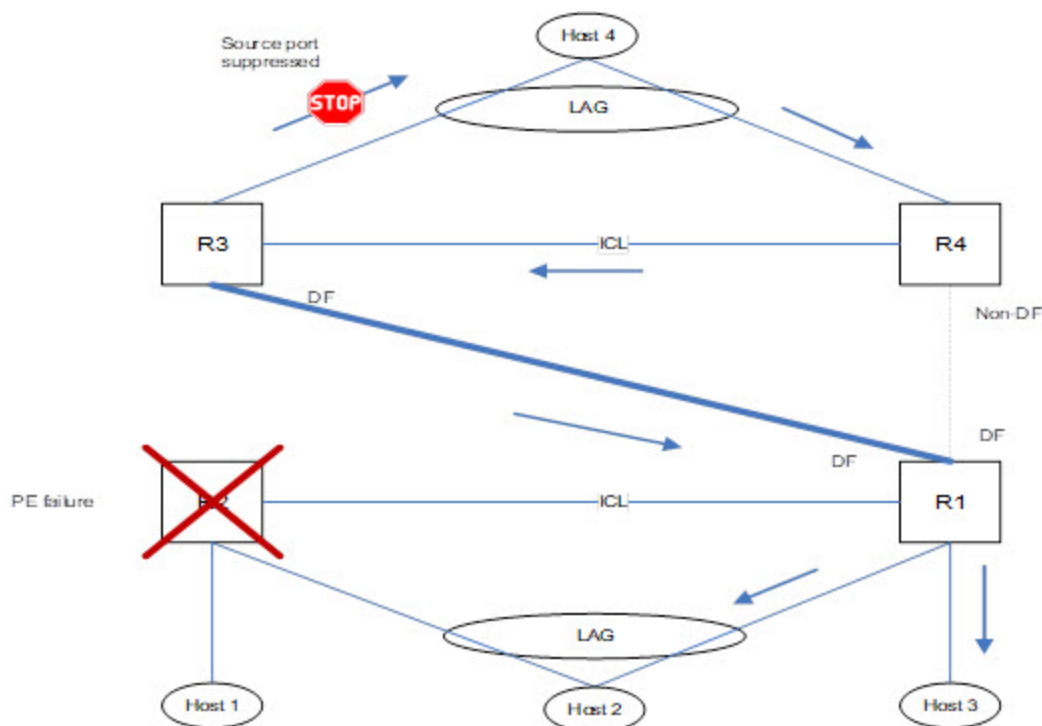 Host 4
Source port
suppressed
STOP
LAG
R3
ICL
R4
DF
Non-DF
DF
DF
PE failure
ICL
R1
LAG
Host 1
Host 2
Host 3